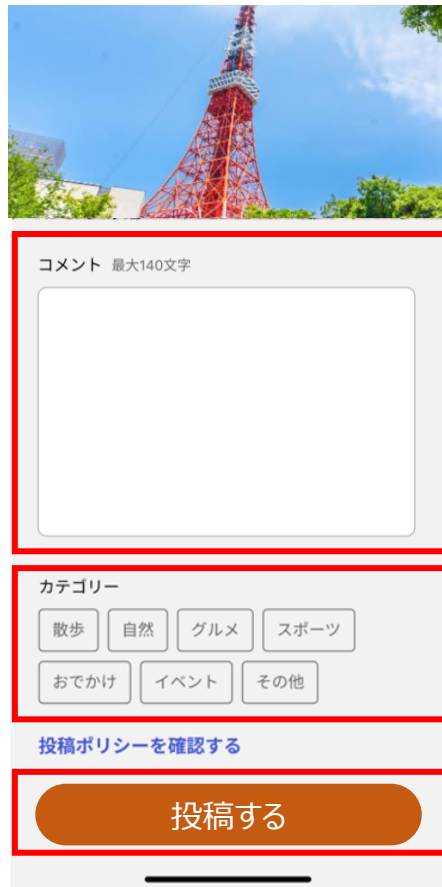 コメント 最大140文字
カテゴリー
散歩 自然 グルメ スポーツ
おでかけ イベント その他
投稿ポリシーを確認する
投稿する